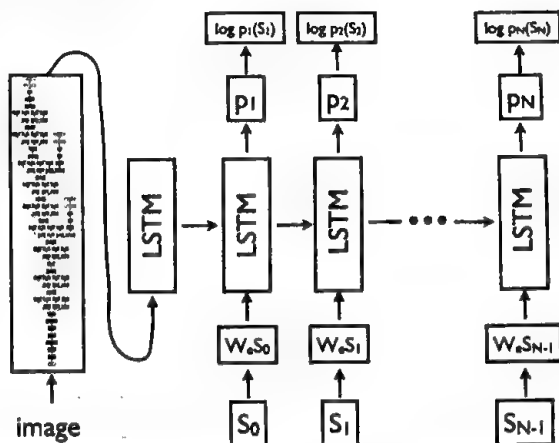 log p₁(S₁) log p₂(S₂) log pN(SN)
p₁ p₂ pN
LSTM LSTM LSTM LSTM
WₑS₀ WₑS₁ WₑSN-1
image S₀ S₁ SN-1